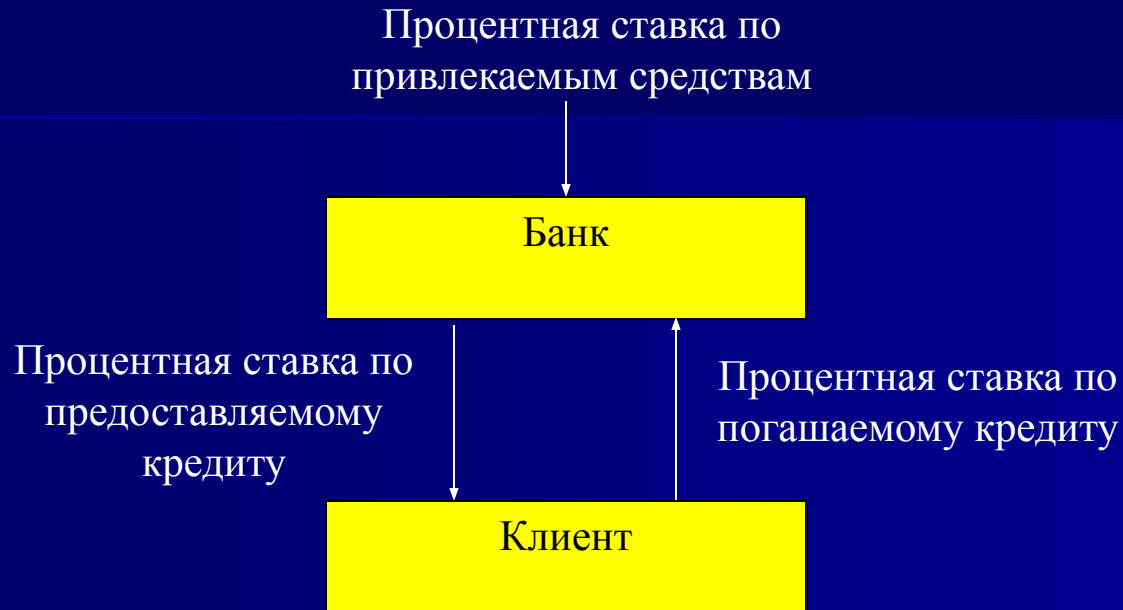 Процентная ставка по
привлекаемым средствам
Банк
Процентная ставка по
предоставляемому
кредиту
Процентная ставка по
погашаемому кредиту
Клиент